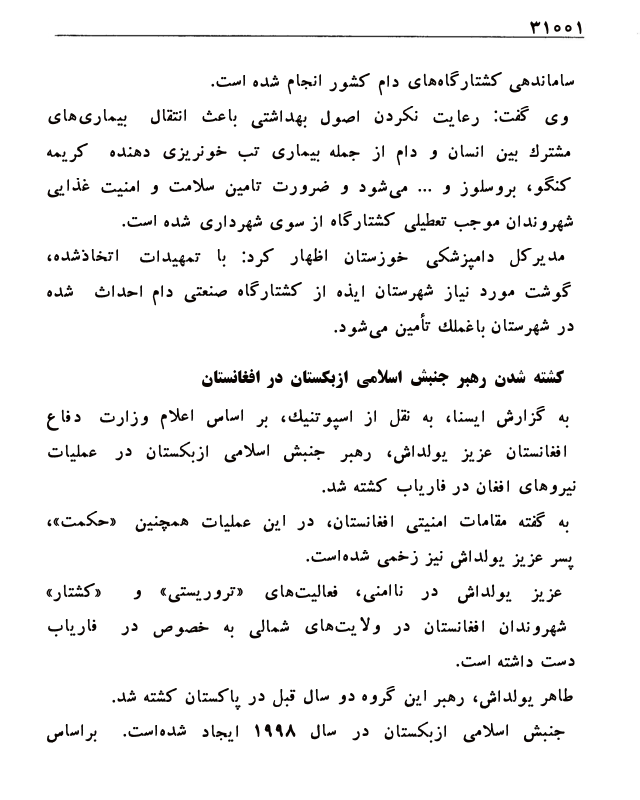 ۳۱۰۰۱
ساماندهی کشتارگاه‌های دام کشور انجام شده است.
وی گفت: رعایت نکردن اصول بهداشتی باعث انتقال بیماری‌های
مشترك بین انسان و دام از جمله بیماری تب خونریزی دهنده کریمه
کنگو، بروسلوز و ... می‌شود و ضرورت تامین سلامت و امنیت غذایی
شهروندان موجب تعطیلی کشتارگاه از سوی شهرداری شده است.
مدیرکل دامپزشکی خوزستان اظهار کرد: با تمهیدات اتخاذشده،
گوشت مورد نیاز شهرستان ایذه از کشتارگاه صنعتی دام احداث شده
در شهرستان باغملك تأمین می‌شود.
کشته شدن رهبر جنبش اسلامی ازبکستان در افغانستان
به گزارش ایسنا، به نقل از اسپوتنیك، بر اساس اعلام وزارت دفاع
افغانستان عزیز یولداش، رهبر جنبش اسلامی ازبکستان در عملیات
نیروهای افغان در فاریاب کشته شد.
به گفته مقامات امنیتی افغانستان، در این عملیات همچنین «حکمت»،
پسر عزیز یولداش نیز زخمی شده‌است.
عزیز یولداش در ناامنی، فعالیت‌های «تروریستی» و «کشتار»
شهروندان افغانستان در ولایت‌های شمالی به خصوص در فاریاب
دست داشته است.
طاهر یولداش، رهبر این گروه دو سال قبل در پاکستان کشته شد.
جنبش اسلامی ازبکستان در سال ۱۹۹۸ ایجاد شده‌است. براساس